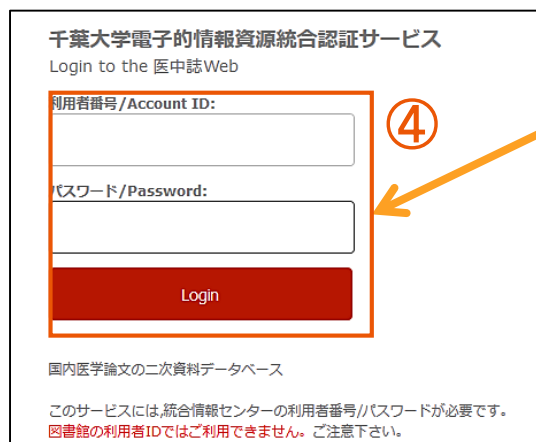 千葉大学電子的情報資源統合認証サービス
Login to the 医中誌Web
利用者番号/Account ID:
④
パスワード/Password:
Login
国内医学論文の二次資料データベース
このサービスには,統合情報センターの利用者番号/パスワードが必要です。
図書館の利用者IDではご利用できません。ご注意下さい。